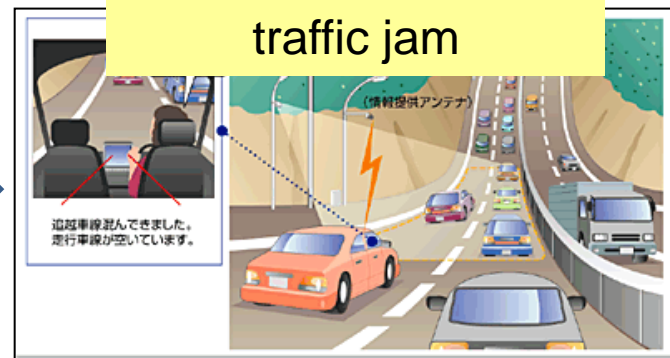 traffic jam
(情報提供アンテナ)
追越車線混んできました。
走行車線が空いています。